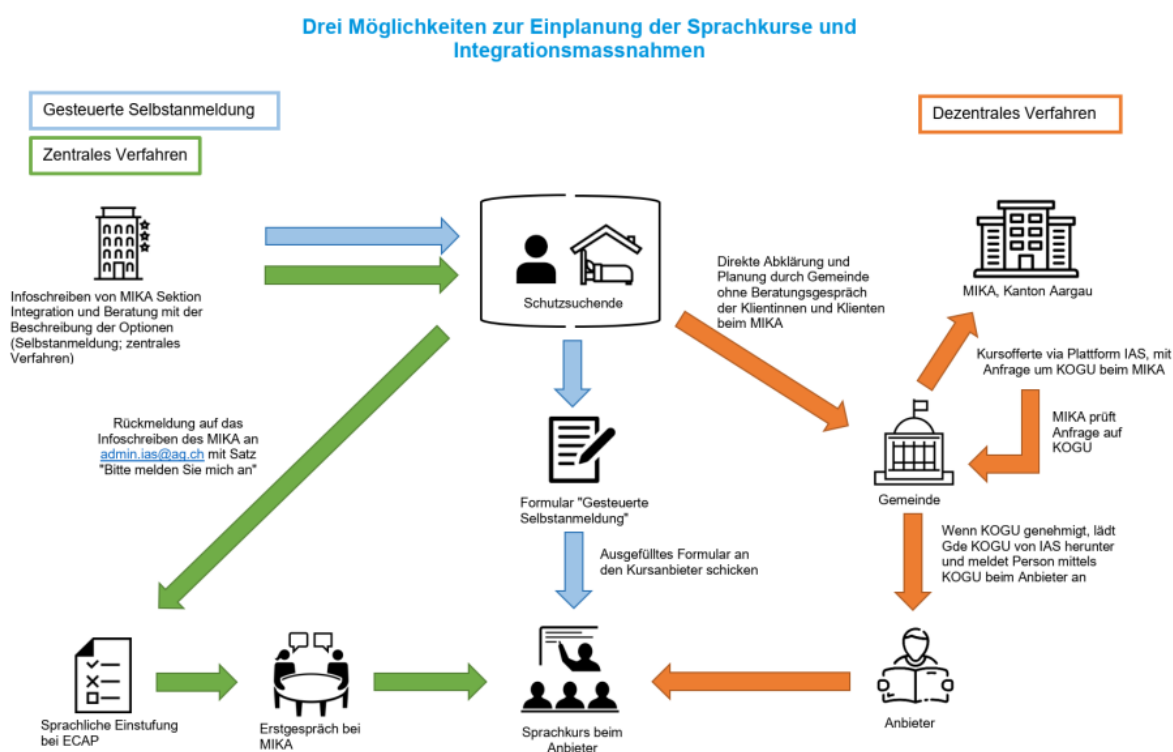 Drei Möglichkeiten zur Einplanung der Sprachkurse und
Integrationsmassnahmen
Gesteuerte Selbstanmeldung
Dezentrales Verfahren
Zentrales Verfahren
Infoschreiben von MIKA Sektion
Integration und Beratung mit der
Beschreibung der Optionen
(Selbstanmeldung; zentrales
Verfahren)
Schutzsuchende
Direkte Abklärung und
Planung durch Gemeinde
ohne Beratungsgespräch
der Klientinnen und Klienten
beim MIKA
MIKA, Kanton Aargau
Kursofferte via Plattform IAS, mit
Anfrage um KOGU beim MIKA
MIKA prüft
Anfrage auf
KOGU
Rückmeldung auf das
Infoschreiben des MIKA an
admin.ias@ag.ch mit Satz
"Bitte melden Sie mich an"
Formular "Gesteuerte
Selbstanmeldung"
Gemeinde
Ausgefülltes Formular an
den Kursanbieter schicken
Wenn KOGU genehmigt, lädt
Gde KOGU von IAS herunter
und meldet Person mittels
KOGU beim Anbieter an
Sprachliche Einstufung
bei ECAP
Erstgespräch bei
MIKA
Sprachkurs beim
Anbieter
Anbieter